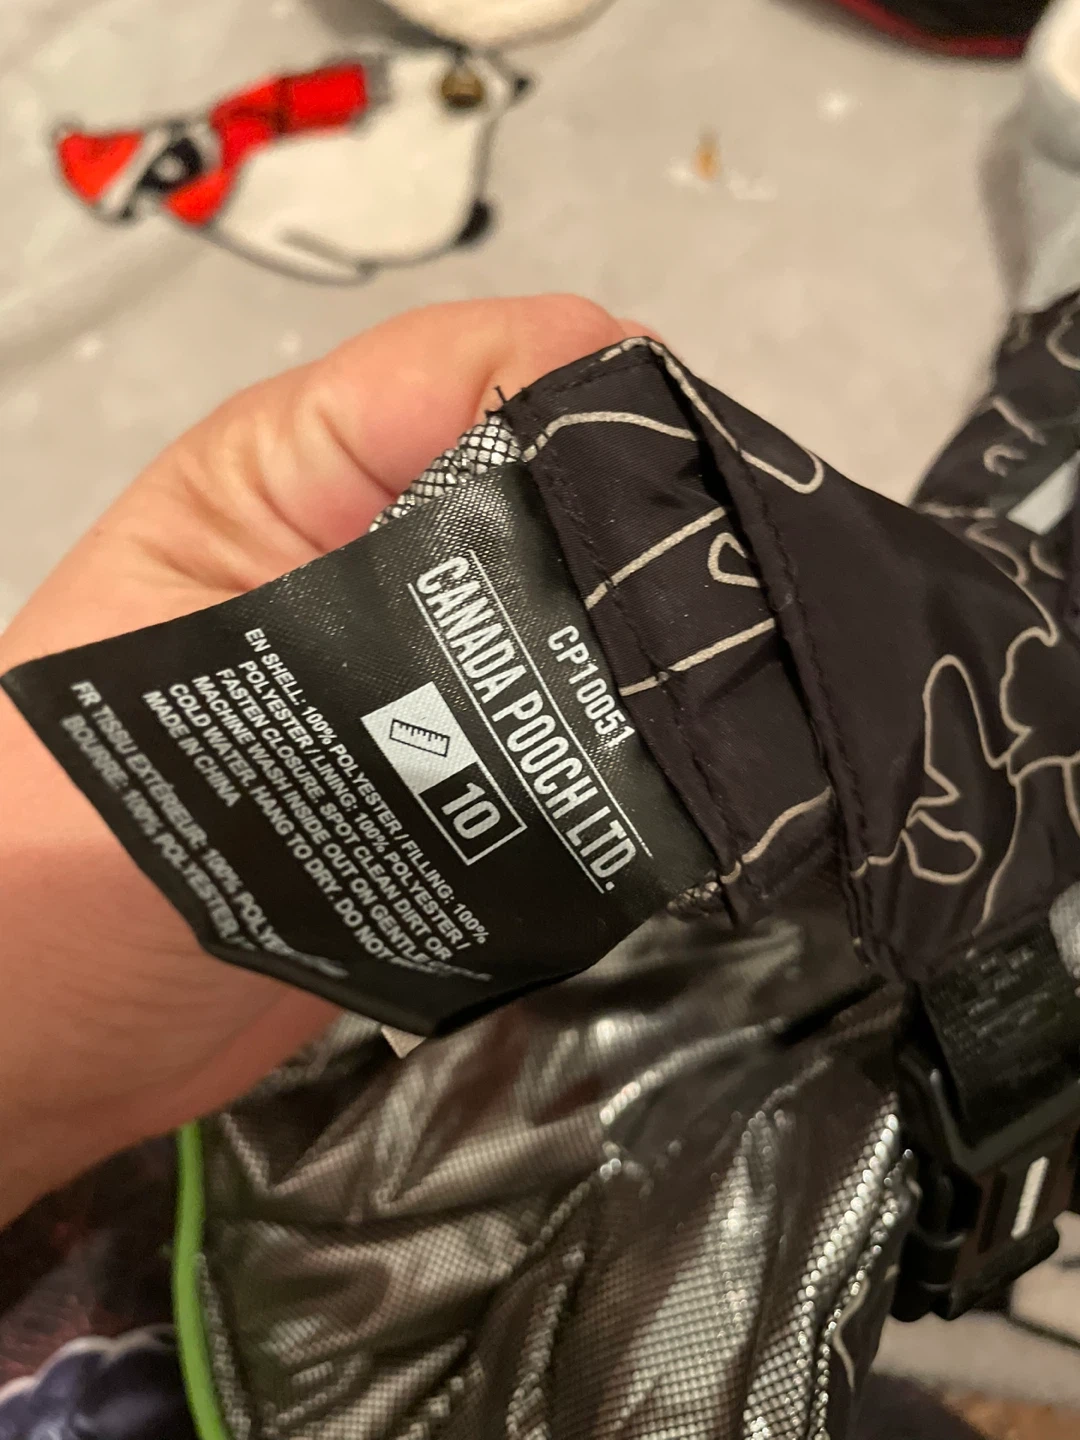 CP10051
CANADA POOCH LTD.
10
EN SHELL: 100% POLYESTER / FILLING: 100%
POLYESTER / LINING: 100% POLYESTER /
FASTEN CLOSURE. SPOT CLEAN DIRT OR
MACHINE WASH INSIDE OUT ON GENTLE
COLD WATER. HANG TO DRY. DO NOT
MADE IN CHINA
FR TISSU EXTÉRIEUR: 100%
BOURRE: 100% POLYESTER /